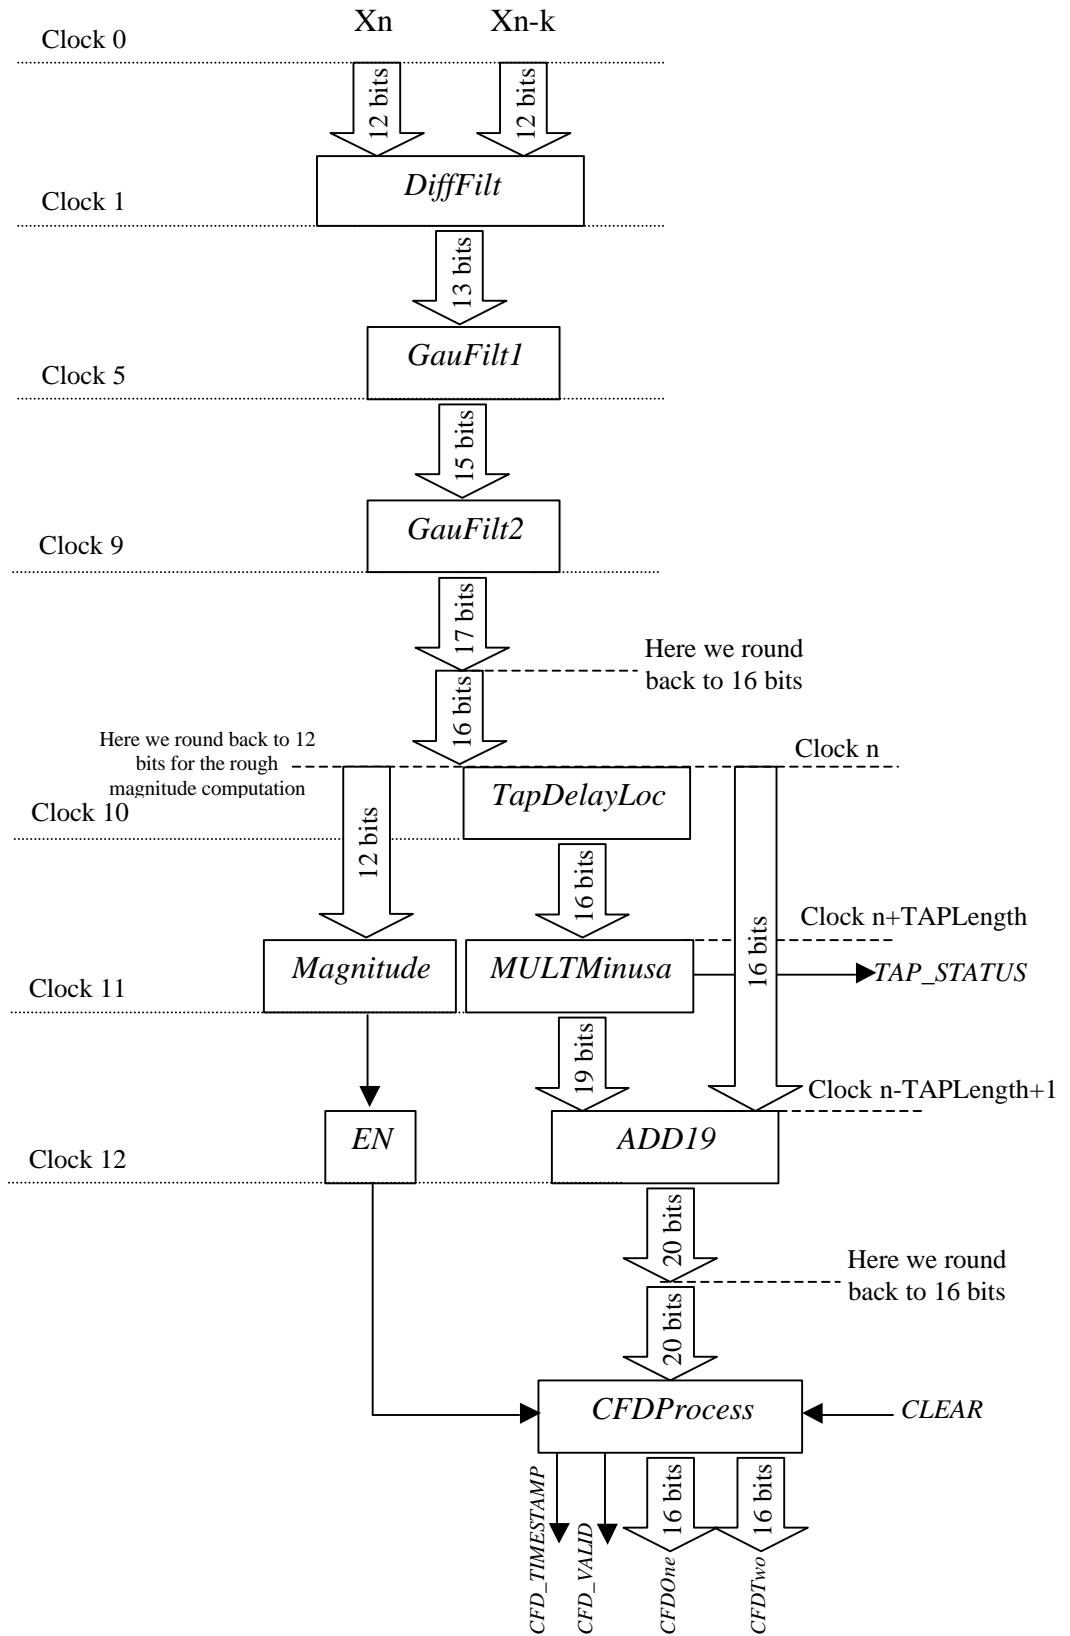 Xn
Xn-k
Clock 0
12 bits
12 bits
DiffFilt
Clock 1
13 bits
GauFilt1
Clock 5
15 bits
GauFilt2
Clock 9
17 bits
Here we round
back to 16 bits
16 bits
Here we round back to 12
bits for the rough
magnitude computation
Clock n
TapDelayLoc
Clock 10
12 bits
16 bits
16 bits
Clock n+TAPLength
Magnitude
MULTMinusa
TAP_STATUS
Clock 11
19 bits
Clock n-TAPLength+1
EN
ADD19
Clock 12
20 bits
Here we round
back to 16 bits
20 bits
CFDProcess
CLEAR
CFD_TIMESTAMP
CFD_VALID
16 bits
16 bits
CFDOne
CFDTwo